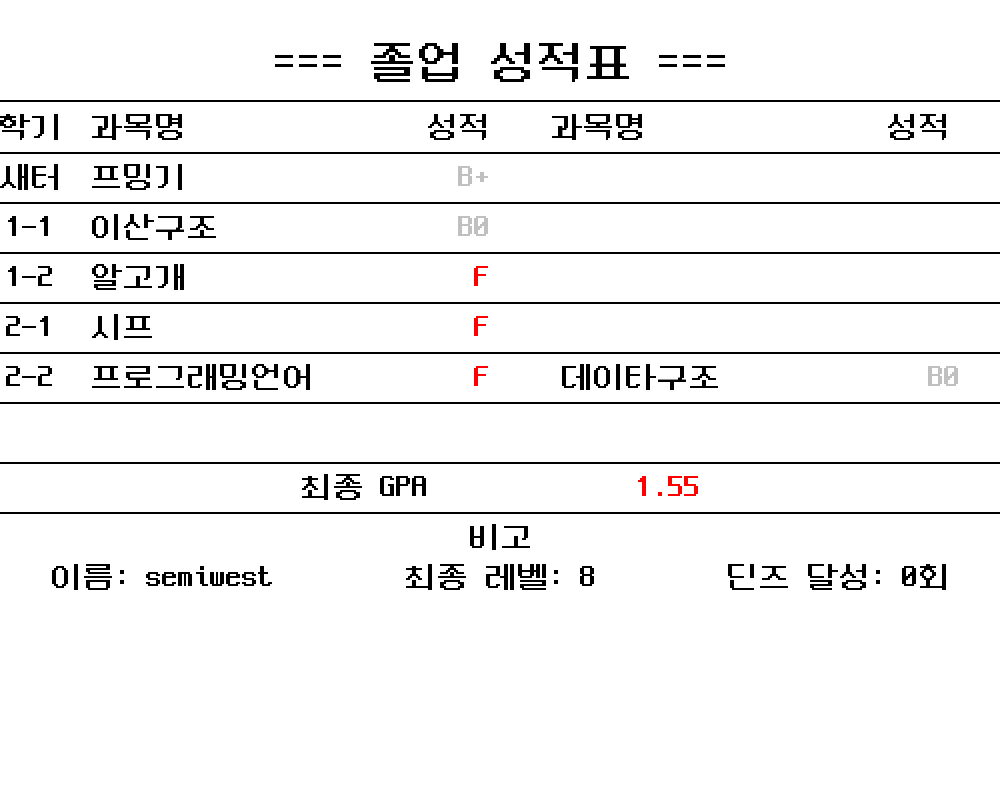 === 졸업 성적표 ===
학기 과목명 성적 과목명 성적
새터 프밍기 B+
1-1 이산구조 B0
1-2 알고개 F
2-1 시프 F
2-2 프로그래밍언어 F 데이타구조 B0
최종 GPA 1.55
비고
이름: semiwest 최종 레벨: 8 딘즈 달성: 0회